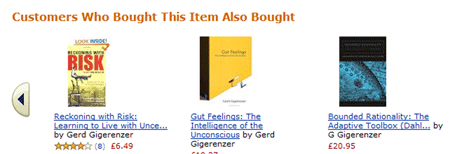 Customers Who Bought This Item Also Bought
LOOK INSIDE!
RECKONING WITH
RISK
Gut Feelings
Reckoning with Risk:
Learning to Live with Unce...
by Gerd Gigerenzer
(8) £6.49
Gut Feelings: The
Intelligence of the
Unconscious by Gerd
Gigerenzer
Bounded Rationality: The
Adaptive Toolbox (Dahl... by
G Gigerenzer
£20.95